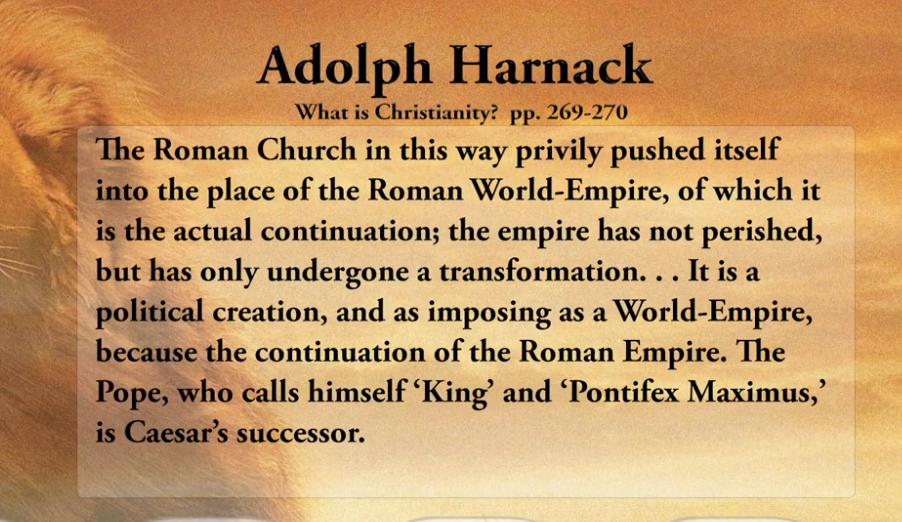 Adolph Harnack
What is Christianity?  pp. 269-270
The Roman Church in this way privily pushed itself
into the place of the Roman World-Empire, of which it
is the actual continuation; the empire has not perished,
but has only undergone a transformation. . . It is a
political creation, and as imposing as a World-Empire,
because the continuation of the Roman Empire. The
Pope, who calls himself ‘King’ and ‘Pontifex Maximus,’
is Caesar’s successor.